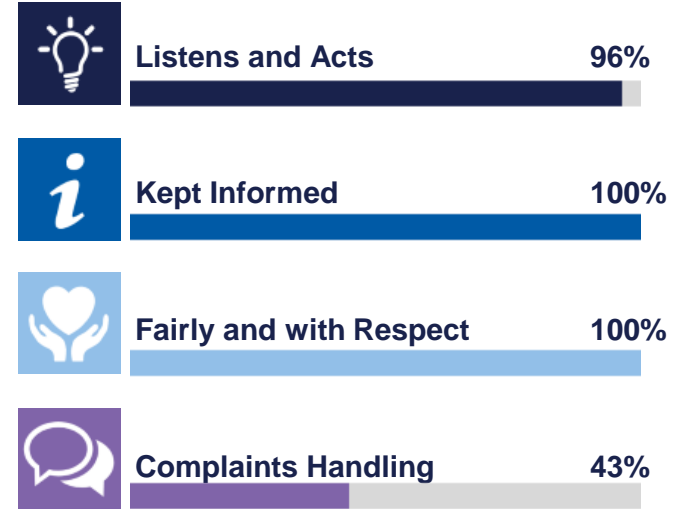 Listens and Acts 96%
Kept Informed 100%
Fairly and with Respect 100%
Complaints Handling 43%